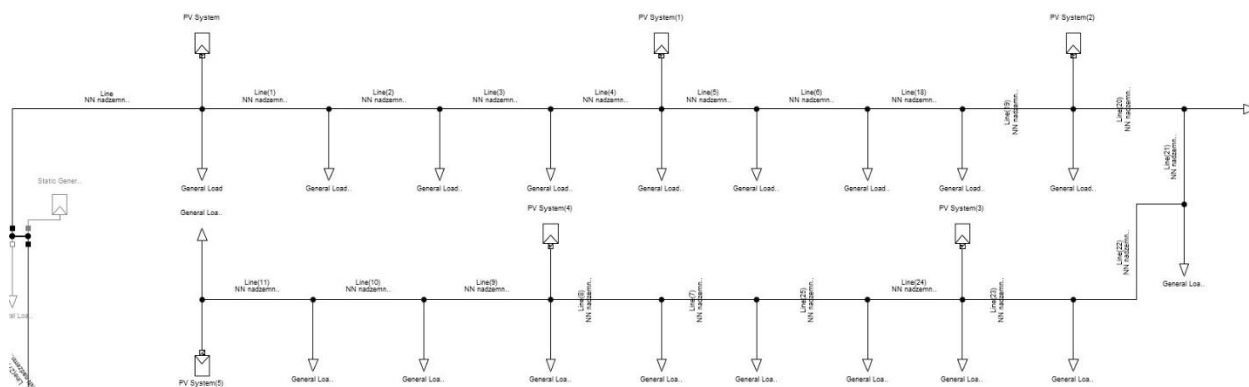 PV System
PV System(1)
PV System(2)
Line
NN nadzemn..
Line(1)
NN nadzemn..
Line(2)
NN nadzemn..
Line(3)
NN nadzemn..
Line(4)
NN nadzemn..
Line(5)
NN nadzemn..
Line(6)
NN nadzemn..
Line(18)
NN nadzemn..
Line(19)
NN nadzemn..
Line(20)
NN nadzemn..
Line(21)
NN nadzemn..
General Load
General Load..
General Load..
General Load..
General Load..
General Load..
General Load..
General Load..
General Load..
Static Gener..
General Loa..
PV System(4)
PV System(3)
Line(22)
NN nadzemn..
General Loa..
Line(11)
NN nadzemn..
Line(10)
NN nadzemn..
Line(9)
NN nadzemn..
Line(8)
NN nadzemn..
Line(7)
NN nadzemn..
Line(25)
NN nadzemn..
Line(24)
NN nadzemn..
Line(23)
NN nadzemn..
al Loa..
PV System(5)
General Loa..
General Loa..
General Loa..
General Loa..
General Loa..
General Loa..
General Loa..
General Loa..